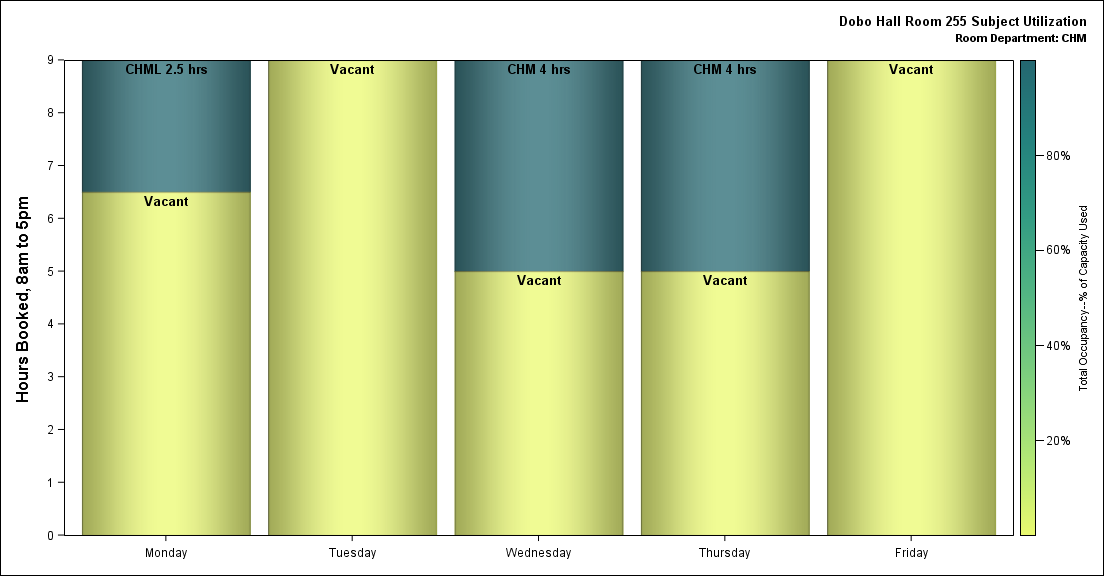 Dobo Hall Room 255 Subject Utilization
Room Department: CHM
Hours Booked, 8am to 5pm
9
8
7
6
5
4
3
2
1
0
CHML 2.5 hrs
Vacant
Vacant
CHM 4 hrs
Vacant
CHM 4 hrs
Vacant
Vacant
Monday
Tuesday
Wednesday
Thursday
Friday
80%
60%
40%
20%
Total Occupancy--% of Capacity Used